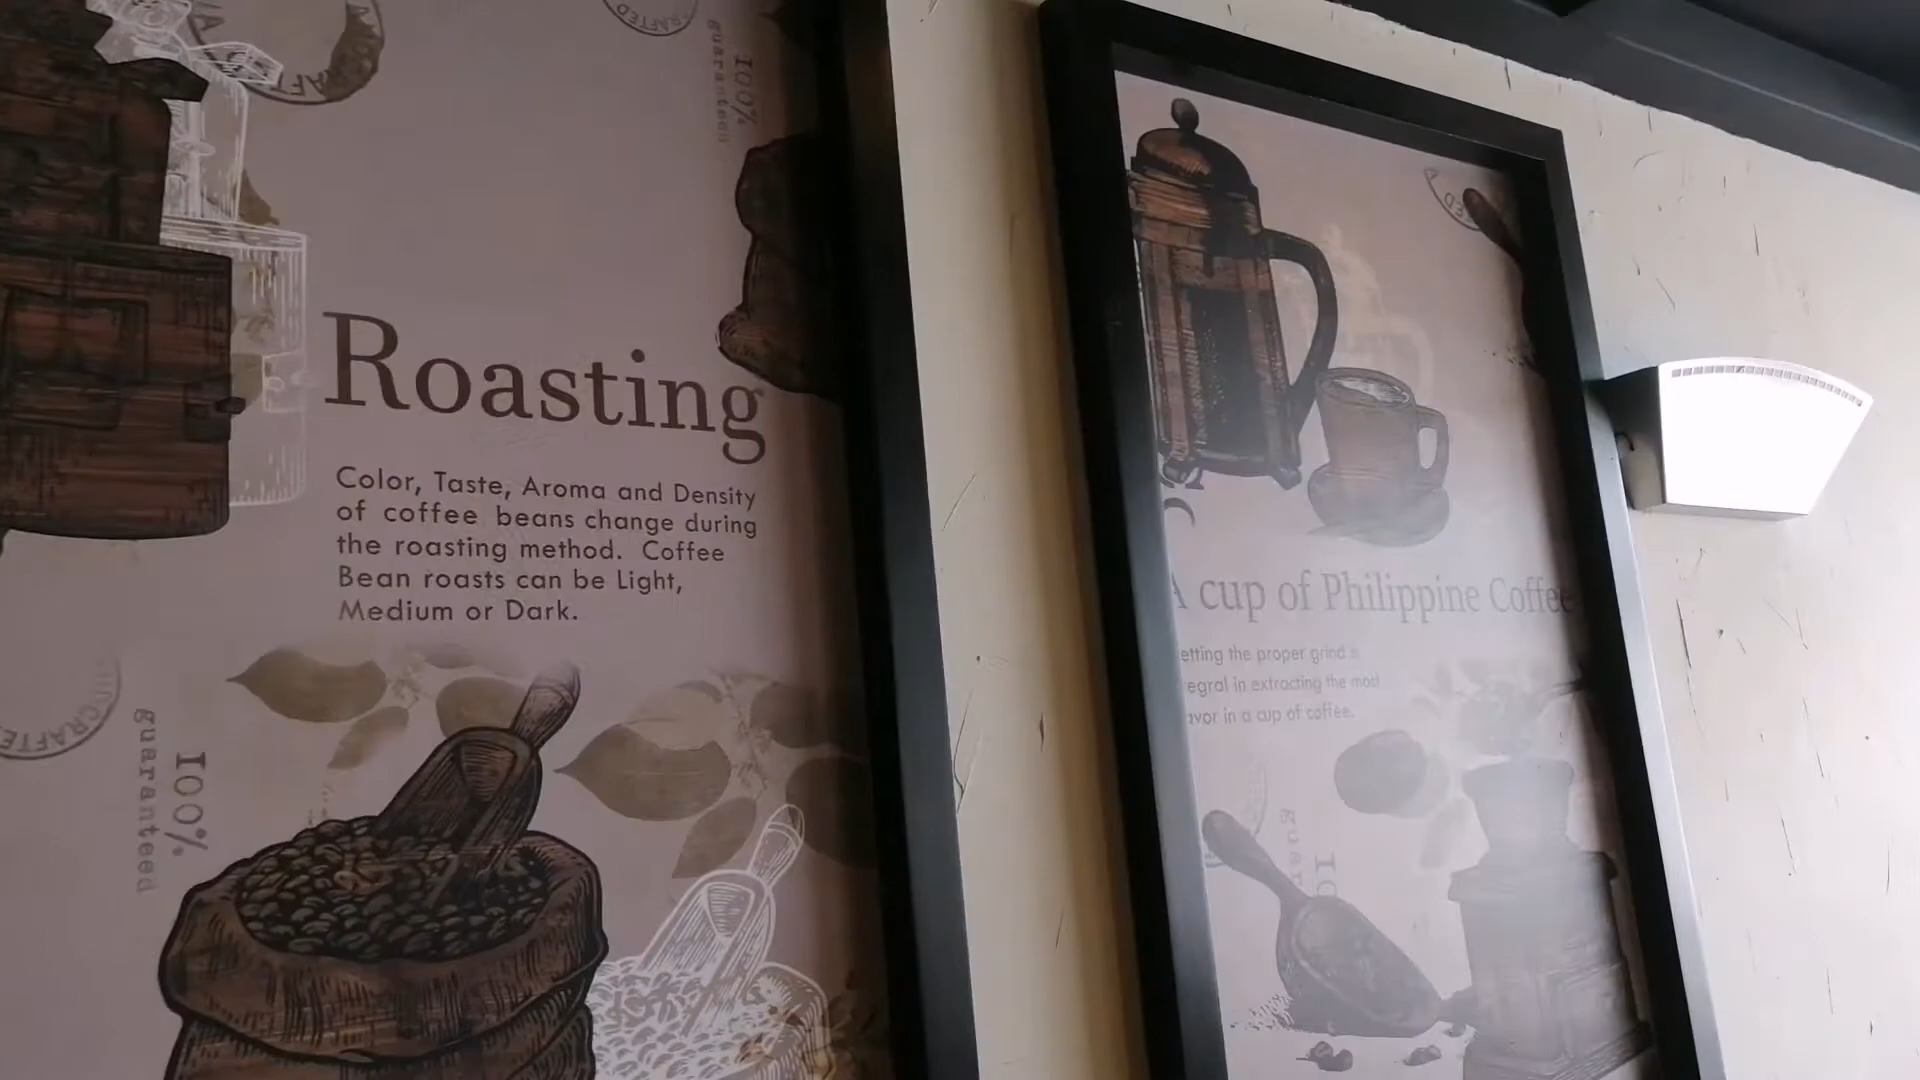 100%
guaranteed
CRAFTED
Roasting
Color, Taste, Aroma and Density
of coffee beans change during
the roasting method. Coffee
Bean roasts can be Light,
Medium or Dark.
100%
guaranteed
A cup of Philippine Coffee
etting the proper grind is
egral in extracting the most
avor in a cup of coffee.